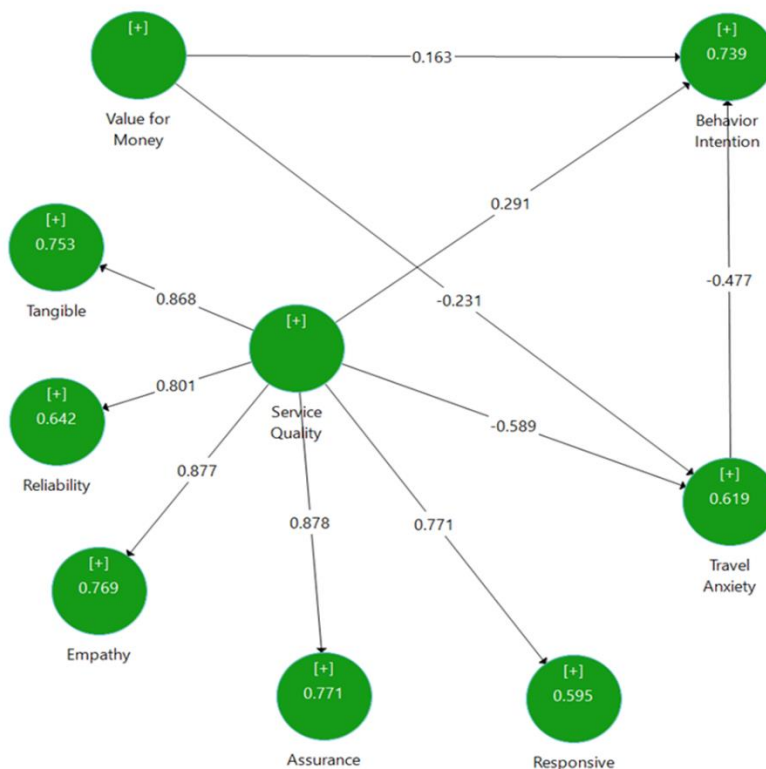 [+]
Value for
Money
0.163
[+]
0.739
Behavior
Intention
0.291
[+]
0.753
Tangible
0.868
-0.231
-0.477
[+]
Service
Quality
0.801
[+]
0.642
Reliability
-0.589
0.877
0.878
0.771
[+]
0.619
Travel
Anxiety
[+]
0.769
Empathy
[+]
0.771
Assurance
[+]
0.595
Responsive